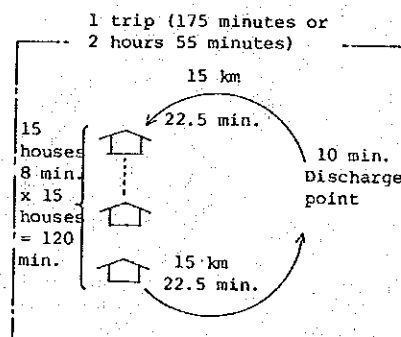 1 trip (175 minutes or
2 hours 55 minutes)
15 km
22.5 min.
15
houses
8 min.
x 15
houses
= 120
min.
10 min.
Discharge
point
15 km
22.5 min.